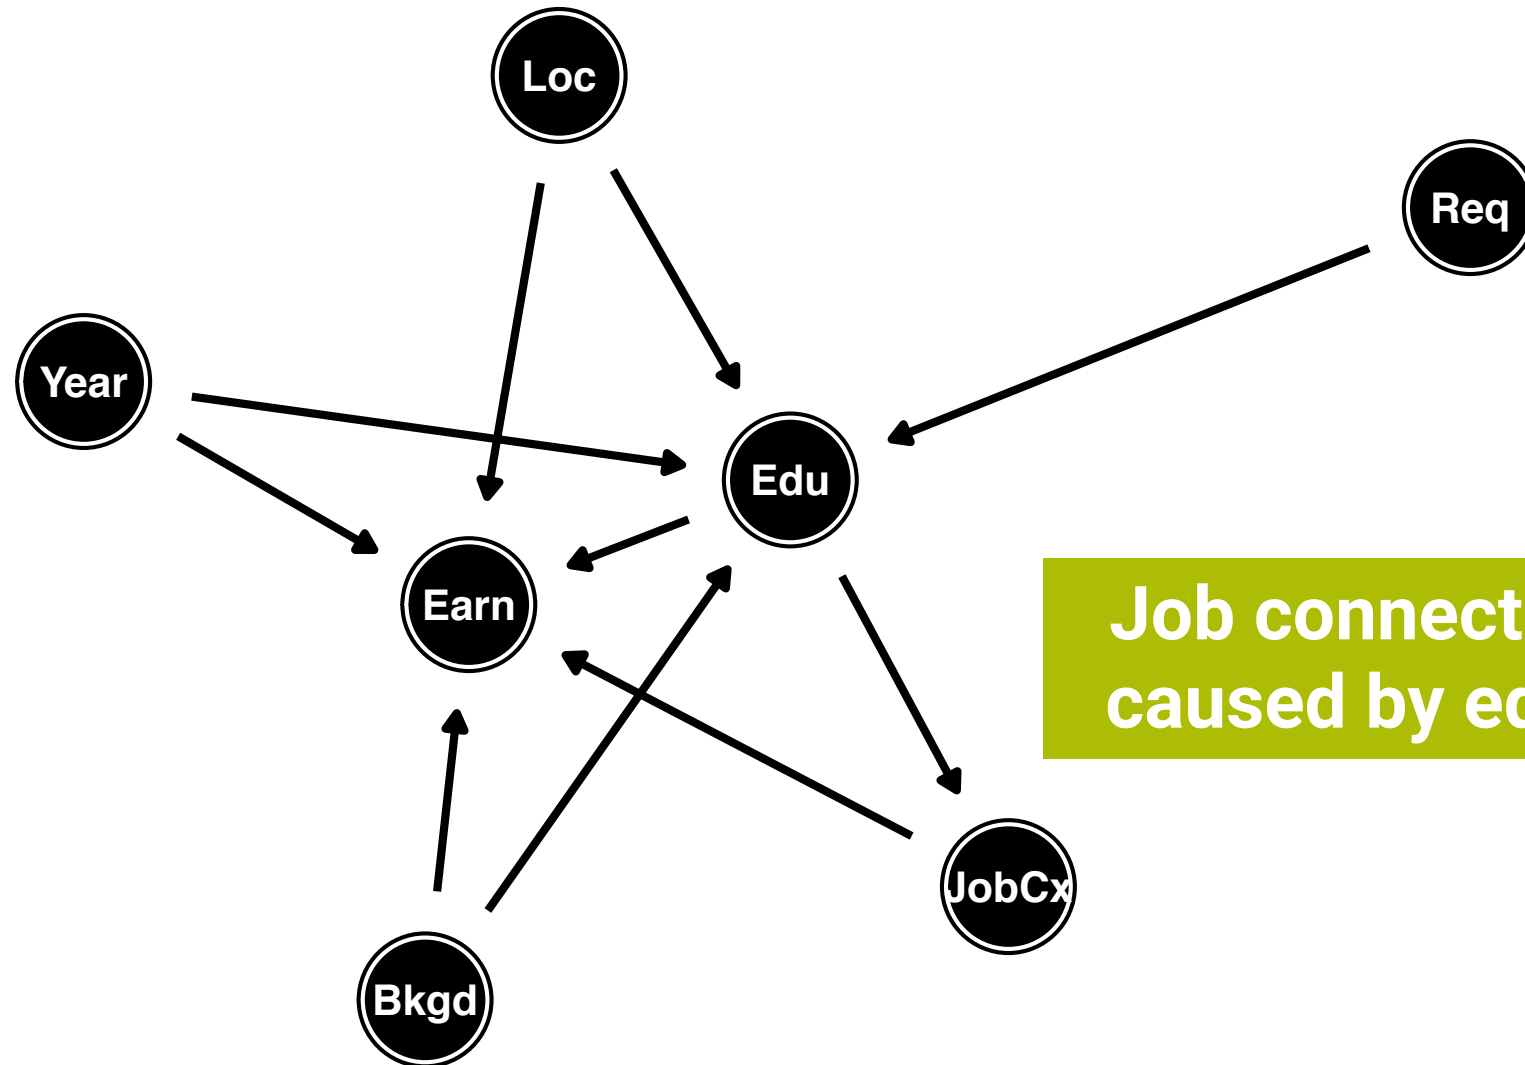 Loc
Req
Year
Edu
Earn
Job connect
caused by
JobCx
Bkgd